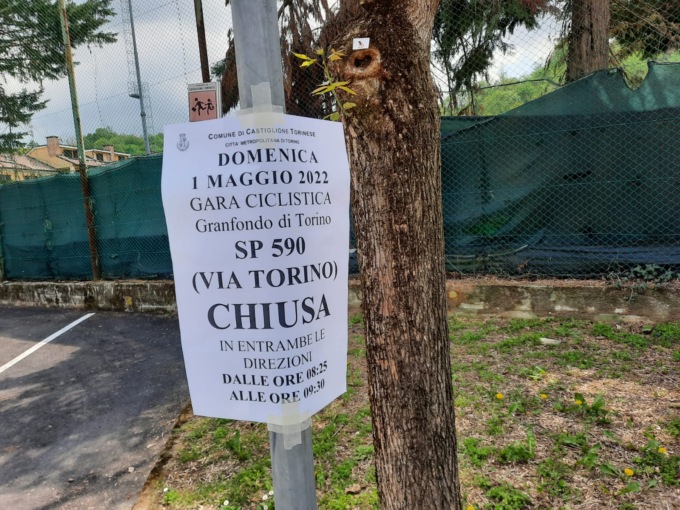 COMUNE DI CASTIGLIONE TORINESE
CITTA' METROPOLITANA DI TORINO
DOMENICA
1 MAGGIO 2022
GARA CICLISTICA
Granfondo di Torino
SP 590
(VIA TORINO)
CHIUSA
IN ENTRAMBE LE
DIREZIONI
DALLE ORE 08:25
ALLE ORE 09:30